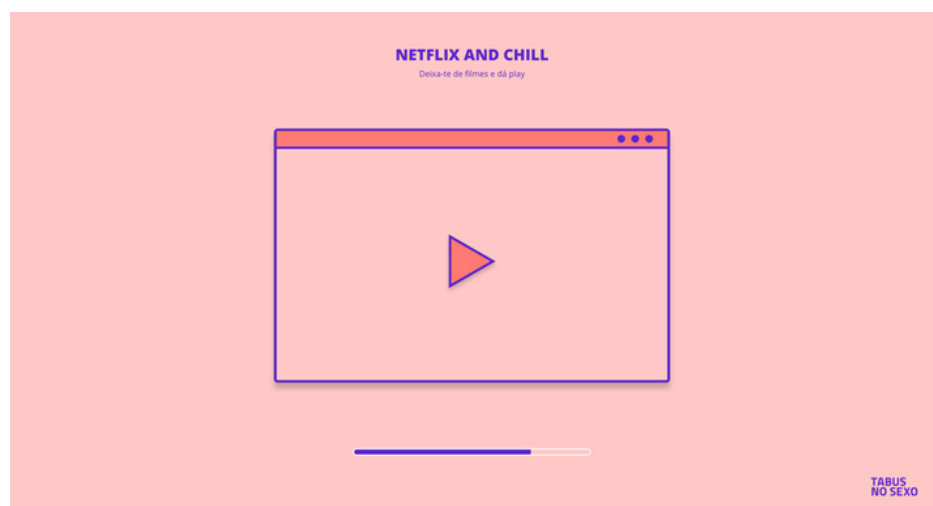 NETFLIX AND CHILL
Deixa-te de filmes e dá play
TABUS
NO SEXO